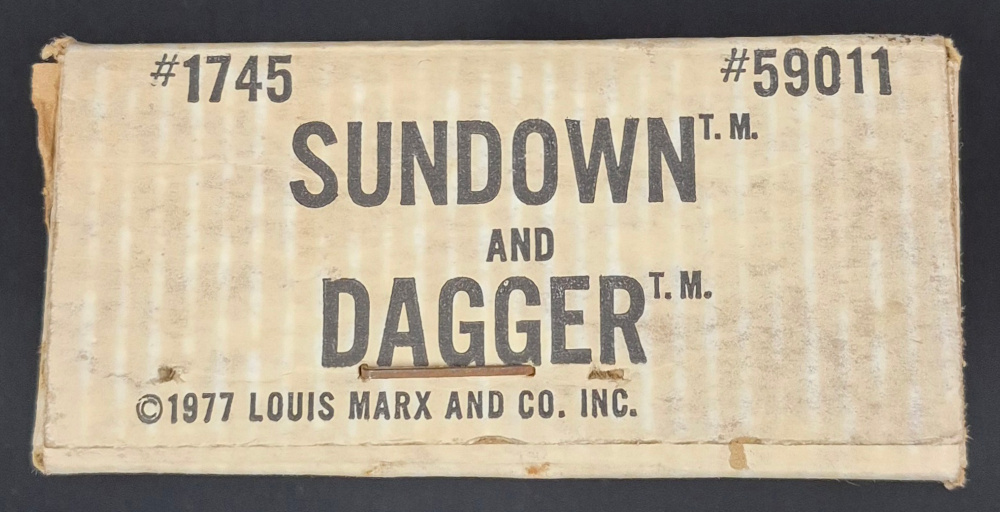 #1745 #59011
SUNDOWN T.M.
AND
DAGGER T.M.
©1977 LOUIS MARX AND CO. INC.